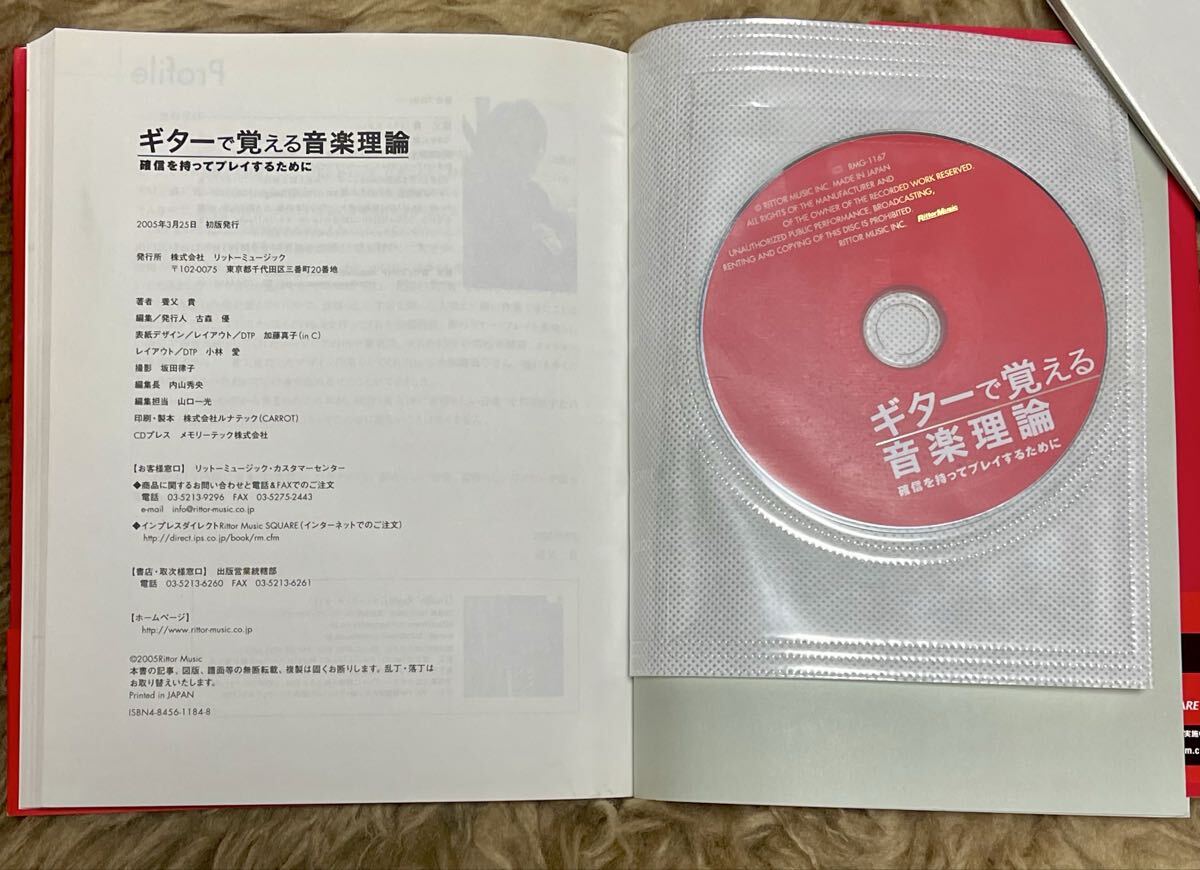 ギターで覚える音楽理論
確信を持ってプレイするために
2005年3月25日 初版発行
発行所 株式会社 リットーミュージック
〒102-0075 東京都千代田区三番町20番地
著者 養父 貴
編集／発行人 古森 優
表紙デザイン／レイアウト／DTP 加藤真子(in C)
レイアウト／DTP 小林 愛
撮影 坂田律子
編集長 内山秀央
編集担当 山口一光
印刷・製本 株式会社ルナテック(CARROT)
CDプレス メモリーテック株式会社
【お客様窓口】 リットーミュージック・カスタマーセンター
◆商品に関するお問い合わせと電話＆FAXでのご注文
電話 03-5213-9296 FAX 03-5275-2443
e-mail info@rittor-music.co.jp
◆インプレスダイレクトRittor Music SQUARE(インターネットでのご注文)
http://direct.ips.co.jp/book/rm.cfm
【書店・取次様窓口】 出版営業統轄部
電話 03-5213-6260 FAX 03-5213-6261
【ホームページ】
http://www.rittor-music.co.jp
©2005Rittor Music
本書の記事、図版、譜面等の無断転載、複製は固くお断りします。乱丁・落丁は
お取り替えいたします。
Printed in JAPAN
ISBN4-8456-1184-8
Profile
RMG-1167
© RITTOR MUSIC INC. MADE IN JAPAN
ALL RIGHTS OF THE MANUFACTURER AND
OF THE OWNER OF THE RECORDED WORK RESERVED.
UNAUTHORIZED PUBLIC PERFORMANCE, BROADCASTING,
RENTING AND COPYING OF THIS DISC IS PROHIBITED
RITTOR MUSIC INC.
RittorMusic
ギターで覚える
音楽理論
確信を持ってプレイするために
ARE
実施
m.c